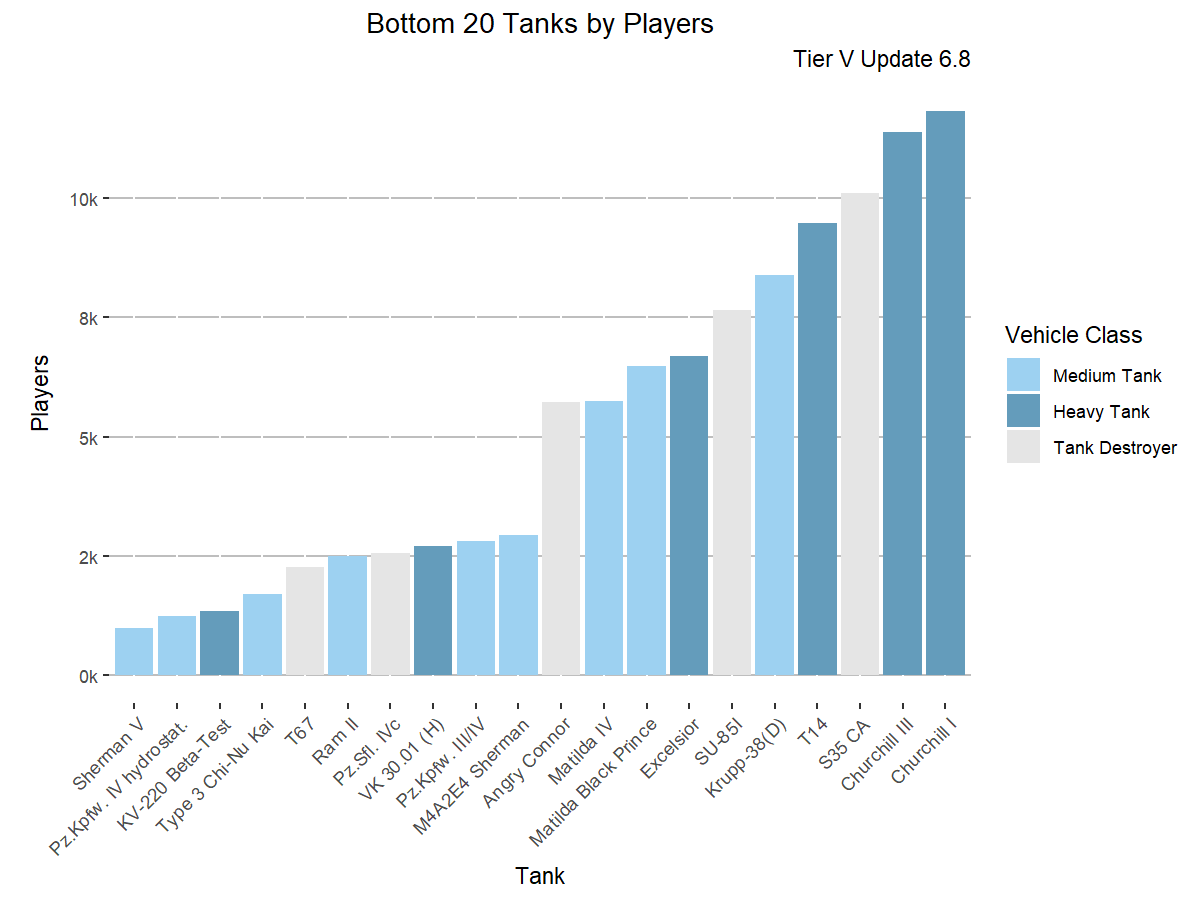 Bottom 20 Tanks by Players
Tier V Update 6.8
Players
10k
8k
5k
2k
0k
Sherman V
Pz.Kpfw. IV hydrostat.
KV-220 Beta-Test
Type 3 Chi-Nu Kai
T67
Ram II
Pz.Sfl. IVc
VK 30.01 (H)
Pz.Kpfw. III/IV
M4A2E4 Sherman
Angry Connor
Matilda IV
Matilda Black Prince
Excelsior
SU-85I
Krupp-38(D)
T14
S35 CA
Churchill III
Churchill I
Tank
Vehicle Class
Medium Tank
Heavy Tank
Tank Destroyer